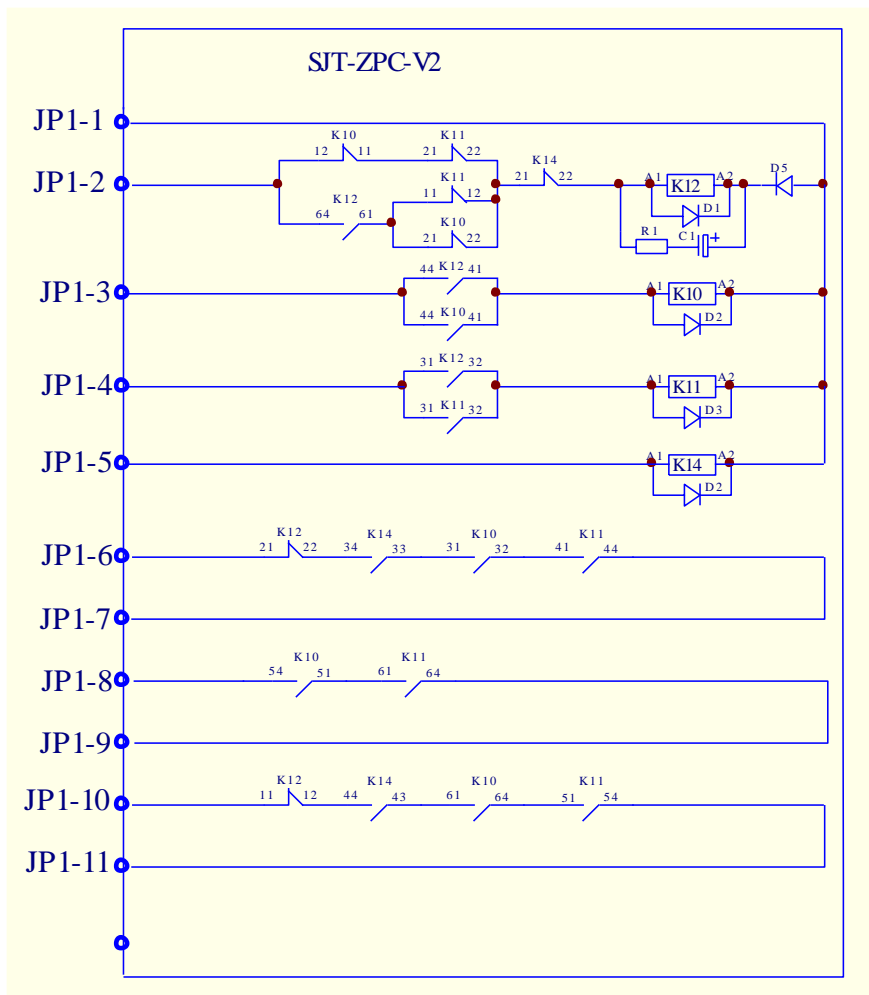 SJT-ZPC-V2
JP1-1
K10 K11
12 11 21 22
K14
D5
JP1-2
21 22
A1 K12 A2
K11
11 12
D1
K12
64 61
K10
21 22
R1 C1 +
JP1-3
44 K12 41
A1 K10 A2
44 K10 41
D2
JP1-4
31 K12 32
A1 K11 A2
31 K11 32
D3
JP1-5
A1 K14 A2
D2
K12 K14 K10 K11
JP1-6
21 22 34 33 31 32 41 44
JP1-7
K10 K11
JP1-8
54 51 61 64
JP1-9
K12 K14 K10 K11
JP1-10
11 12 44 43 61 64 51 54
JP1-11